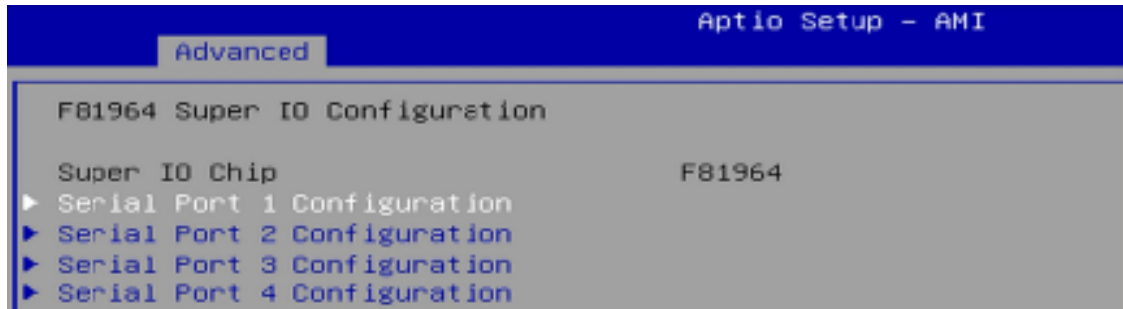 Aptio Setup – AMI
Advanced
F81964 Super IO Configuration
Super IO Chip F81964
Serial Port 1 Configuration
Serial Port 2 Configuration
Serial Port 3 Configuration
Serial Port 4 Configuration